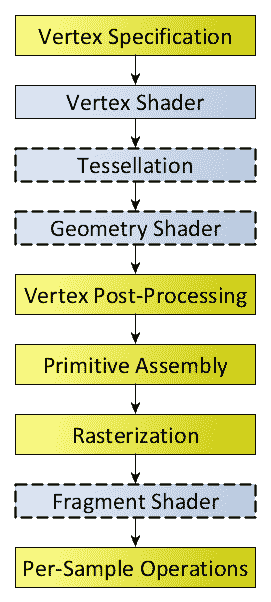 Vertex Specification
Vertex Shader
Tessellation
Geometry Shader
Vertex Post-Processing
Primitive Assembly
Rasterization
Fragment Shader
Per-Sample Operations